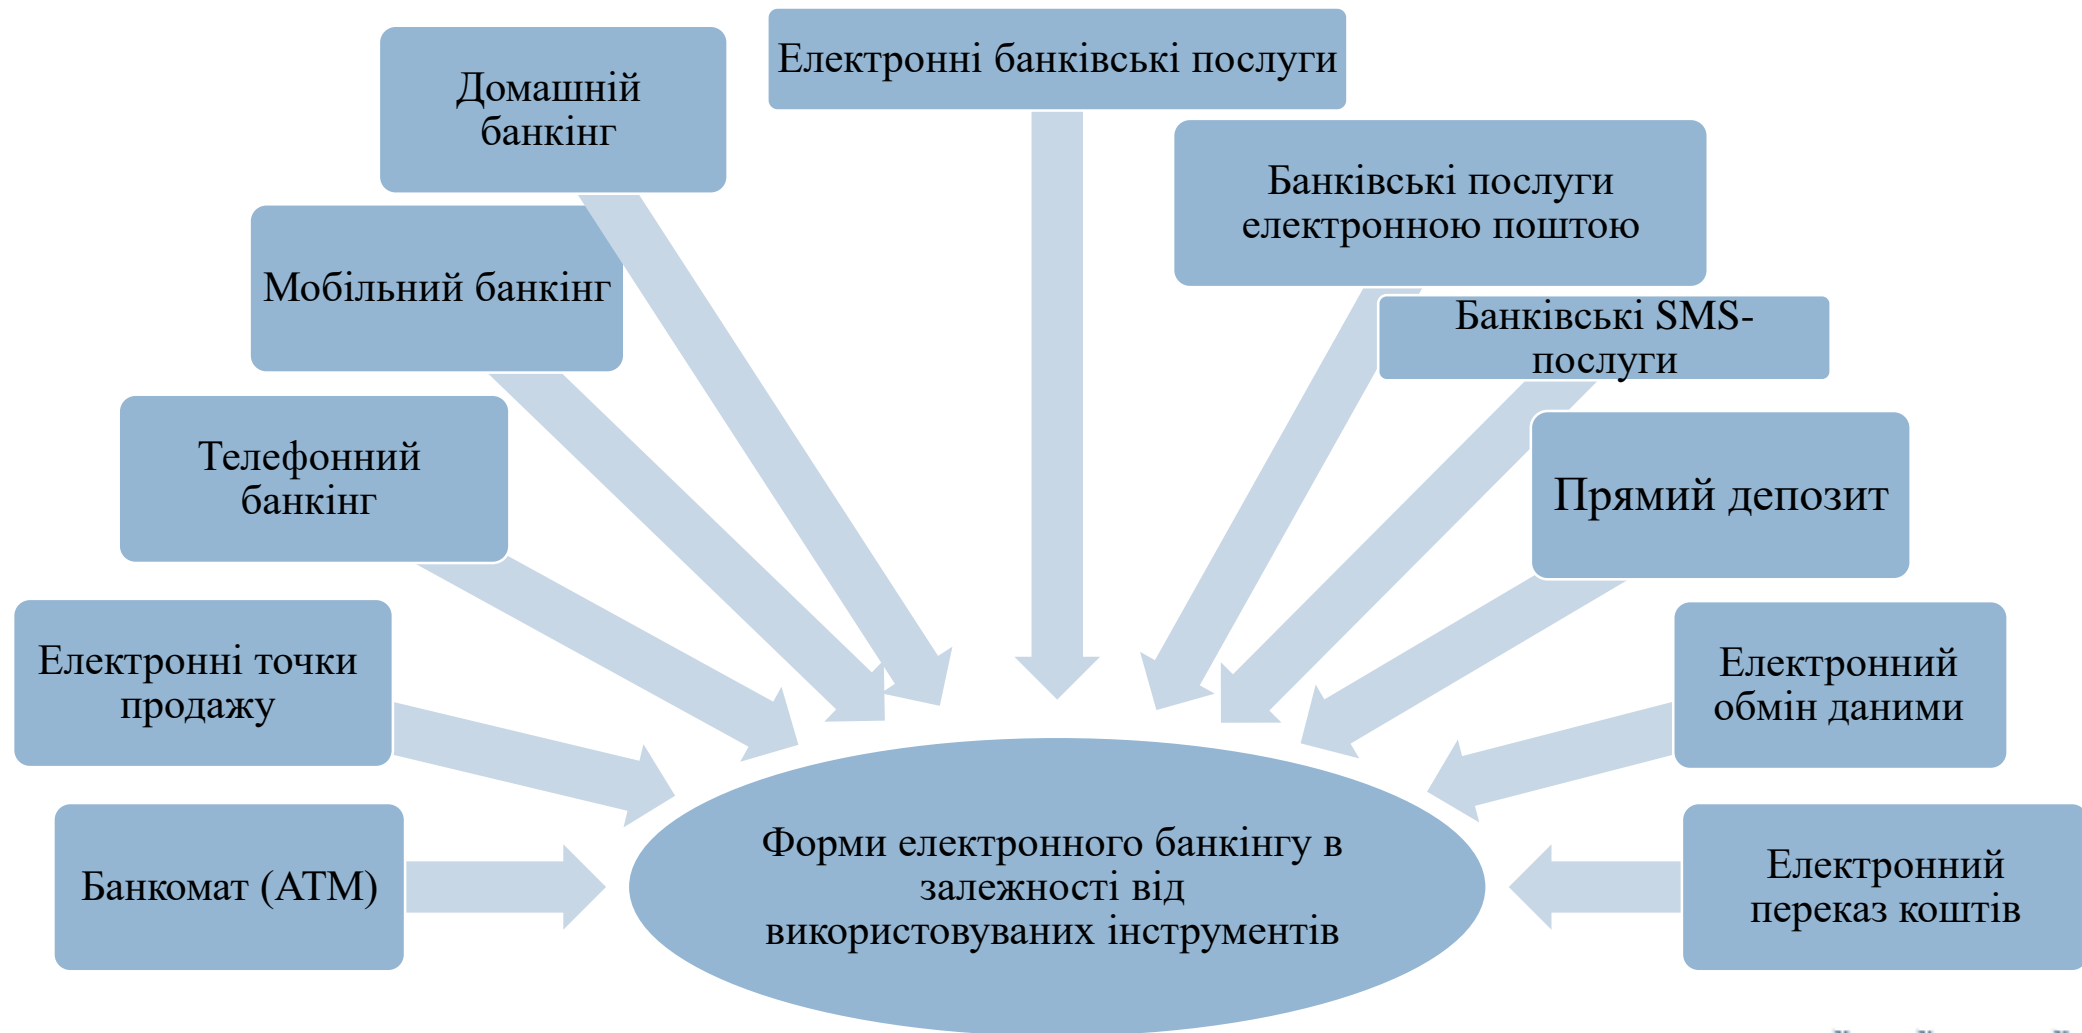 Електронні банківські послуги
Домашній
банкінг
Банківські послуги
електронною поштою
Мобільний банкінг
Банківські SMS-
послуги
Телефонний
банкінг
Прямий депозит
Електронні точки
продажу
Електронний
обмін даними
Банкомат (ATM)
Форми електронного банкінгу в
залежності від
використовуваних інструментів
Електронний
переказ коштів